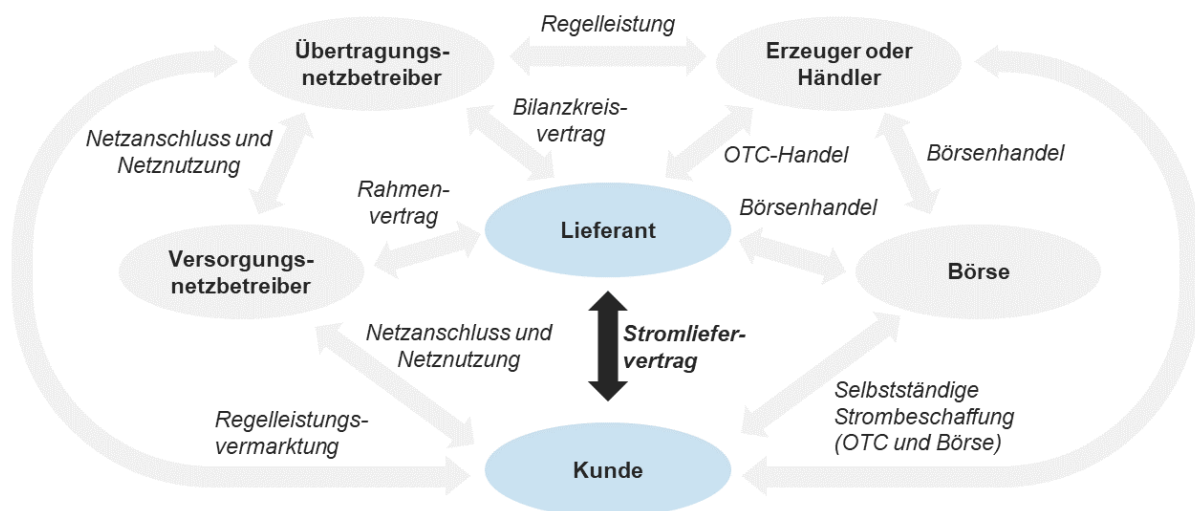 Regelleistung
Übertragungs-
netzbetreiber
Erzeuger oder
Händler
Bilanzkreis-
vertrag
Netzanschluss und
Netznutzung
OTC-Handel
Börsenhandel
Rahmen-
vertrag
Börsenhandel
Lieferant
Versorgungs-
netzbetreiber
Börse
Netzanschluss und
Netznutzung
Stromliefer-
vertrag
Selbstständige
Strombeschaffung
(OTC und Börse)
Regelleistungs-
vermarktung
Kunde